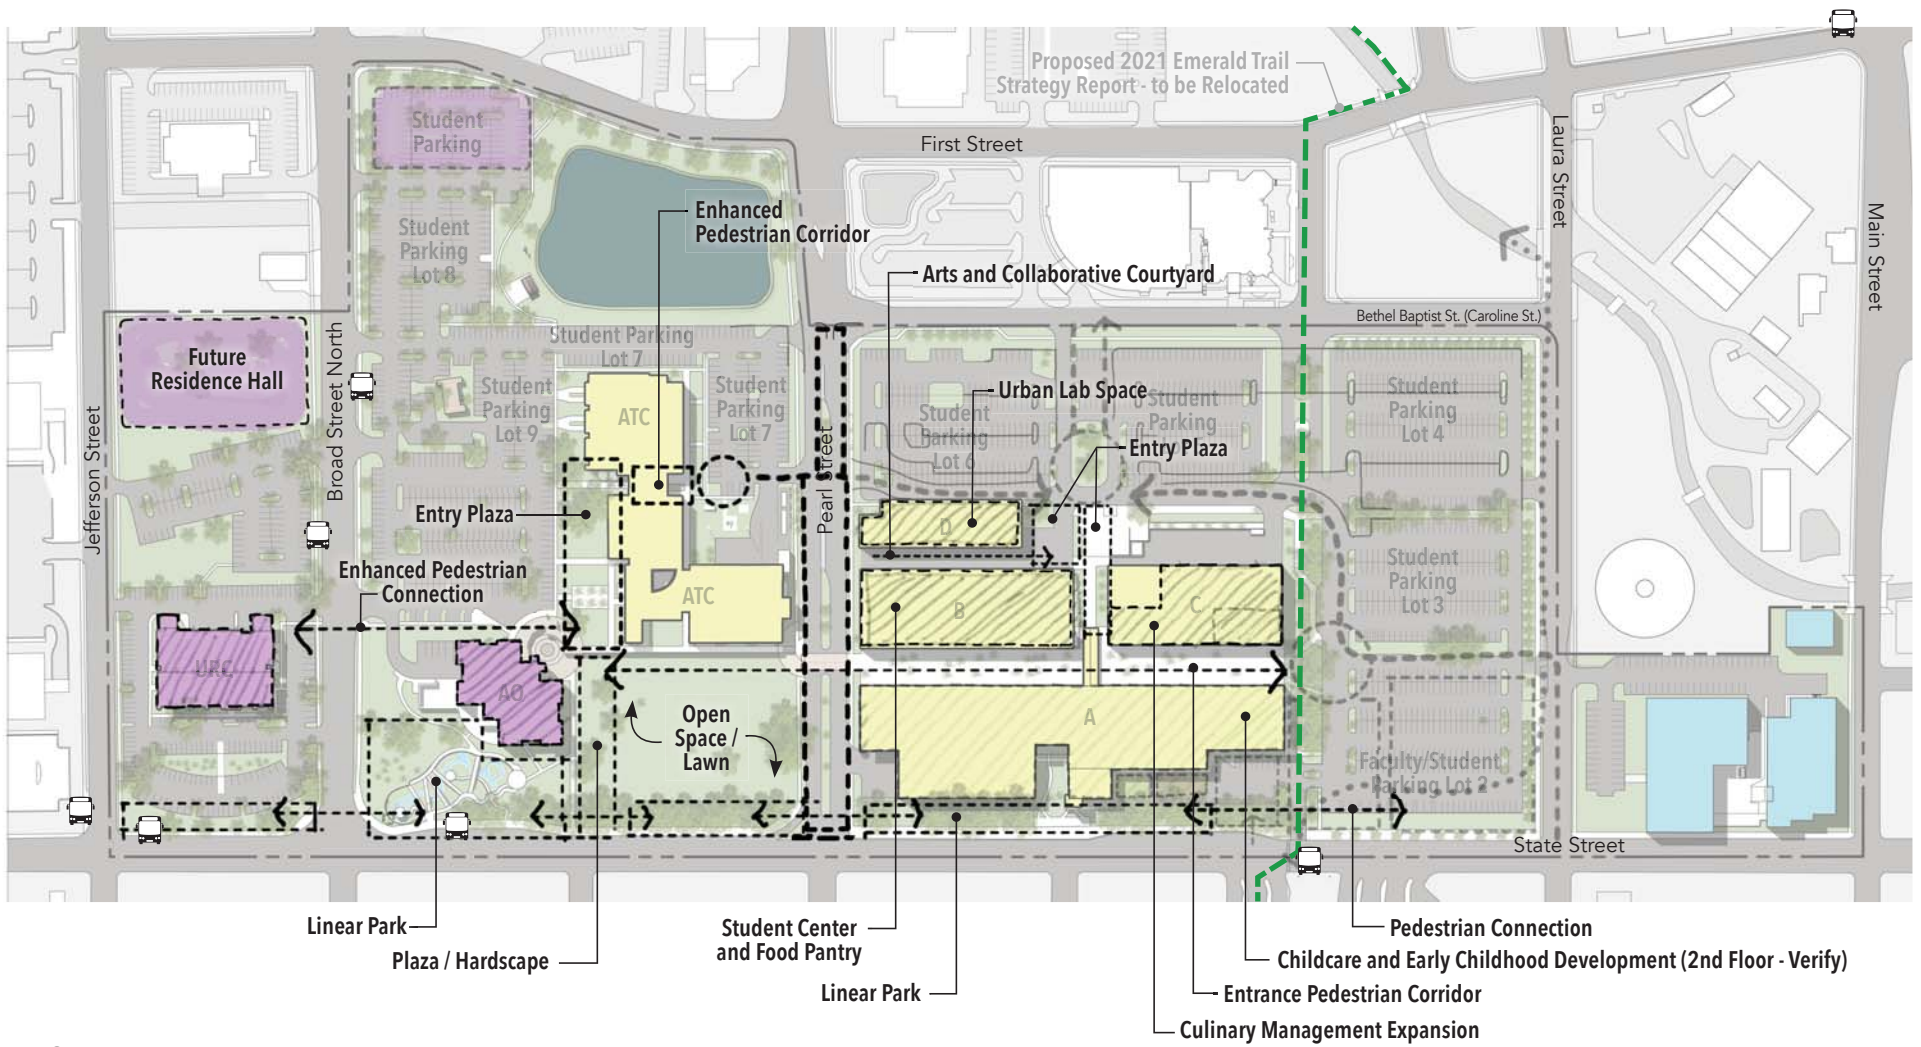 Proposed 2021 Emerald Trail
Strategy Report - to be Relocated
Student
Parking
First Street
Laura Street
Main Street
Enhanced
Pedestrian Corridor
Student
Parking
Lot 8
Arts and Collaborative Courtyard
Bethel Baptist St. (Caroline St.)
Student Parking
Lot 7
Future
Residence Hall
Broad Street North
Jefferson Street
Student
Parking
Lot 9
ATC
Student
Parking
Lot 7
Pearl Street
Urban Lab Space
Student
Parking
Lot 6
Student
Parking
Student
Parking
Lot 4
Entry Plaza
Entry Plaza
D
Enhanced Pedestrian
Connection
ATC
B
C
Student
Parking
Lot 3
URC
AO
Open
Space /
Lawn
A
Faculty/Student
Parking Lot 2
State Street
Linear Park
Plaza / Hardscape
Student Center
and Food Pantry
Linear Park
Pedestrian Connection
Childcare and Early Childhood Development (2nd Floor - Verify)
Entrance Pedestrian Corridor
Culinary Management Expansion